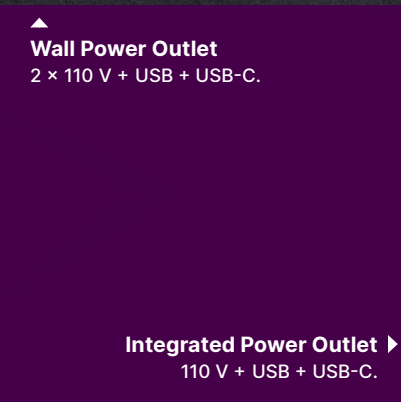 Wall Power Outlet
2 × 110 V + USB + USB-C.
Integrated Power Outlet
110 V + USB + USB-C.